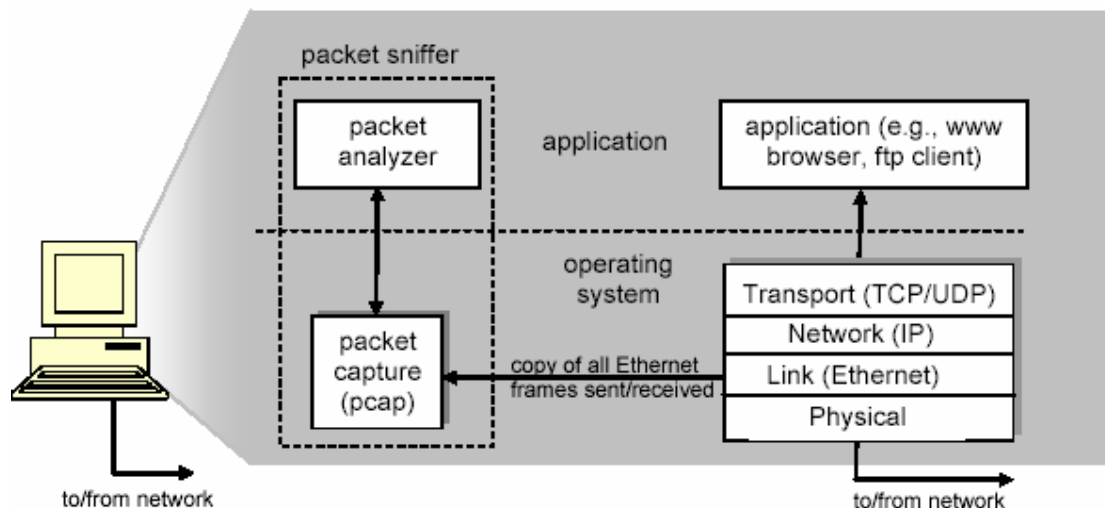 packet sniffer
packet
analyzer
application
application (e.g., www
browser, ftp client)
operating
system
packet
capture
(pcap)
copy of all Ethernet
frames sent/received
Transport (TCP/UDP)
Network (IP)
Link (Ethernet)
Physical
to/from network
to/from network